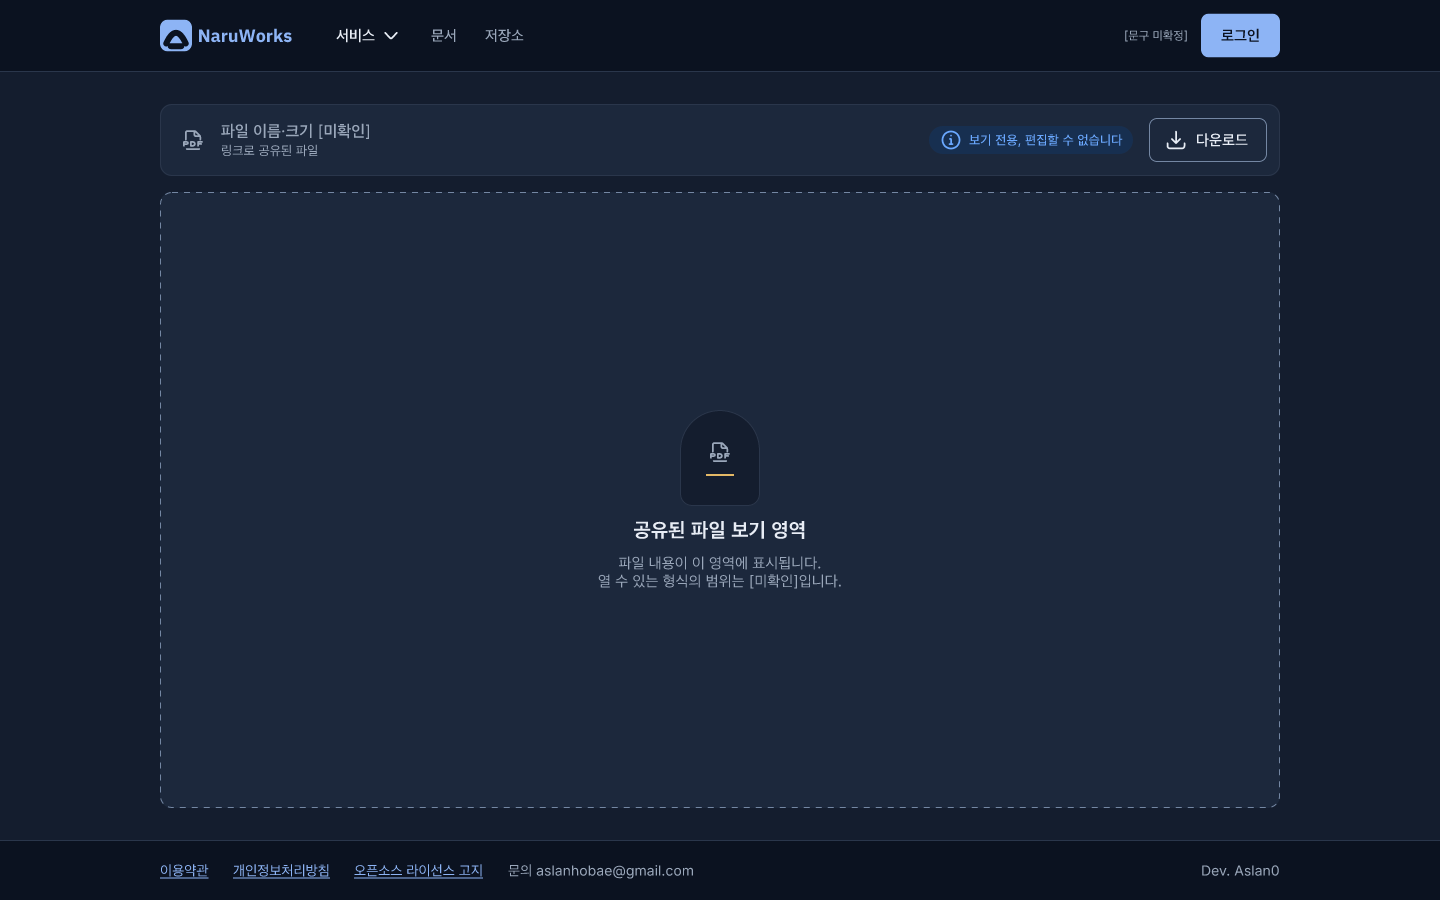 NaruWorks
서비스
문서
저장소
[문구 미확정]
로그인
PDF
파일 이름·크기 [미확인]
링크로 공유된 파일
보기 전용, 편집할 수 없습니다
다운로드
PDF
공유된 파일 보기 영역
파일 내용이 이 영역에 표시됩니다.
열 수 있는 형식의 범위는 [미확인]입니다.
이용약관
개인정보처리방침
오픈소스 라이선스 고지
문의 aslanhobae@gmail.com
Dev. Aslan0